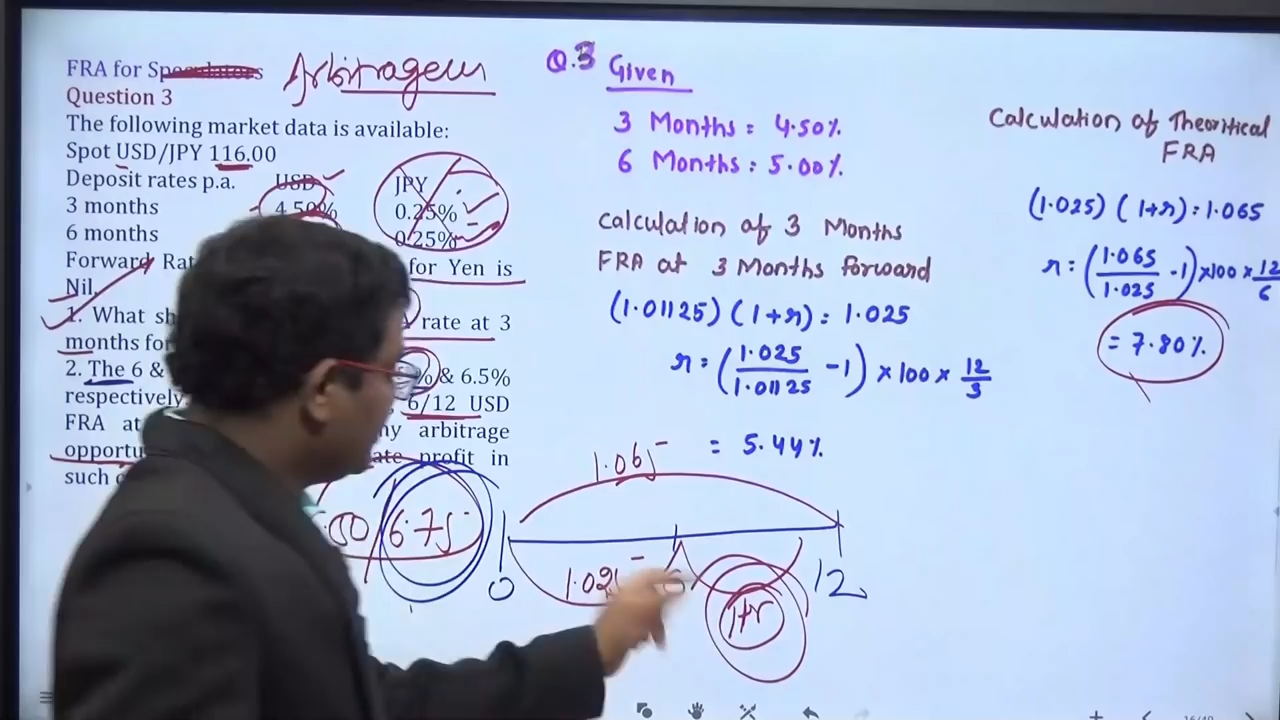 FRA for Speculators Arbitrageur
Question 3
The following market data is available:
Spot USD/JPY 116.00
Deposit rates p.a. USD JPY
3 months 4.50% 0.25%
6 months 0.25%
Forward Rat for Yen is
Nil.
1. What sh rate at 3
months for
2. The 6 & % & 6.5%
respectively 6/12 USD
FRA at ny arbitrage
opportu ate profit in
such
6.75
Q.3 Given
3 Months = 4.50%
6 Months = 5.00%
Calculation of 3 Months
FRA at 3 Months forward
(1.01125) (1+r) = 1.025
r = (1.025/1.01125 -1) × 100 × 12/3
= 5.44%
1.065
0 12
1+r
Calculation of Theoritical
FRA
(1.025) (1+r) = 1.065
r = (1.065/1.025 -1) × 100 × 12/6
= 7.80%